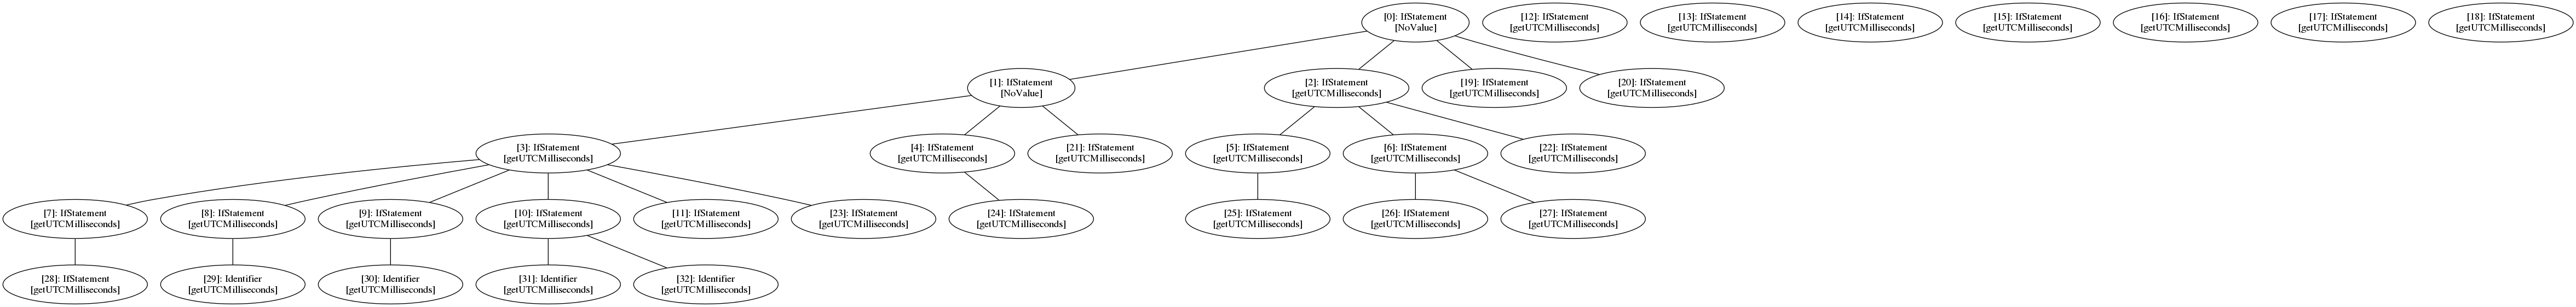 [0]: IfStatement
[NoValue]
[12]: IfStatement
[getUTCMilliseconds]
[13]: IfStatement
[getUTCMilliseconds]
[14]: IfStatement
[getUTCMilliseconds]
[15]: IfStatement
[getUTCMilliseconds]
[16]: IfStatement
[getUTCMilliseconds]
[17]: IfStatement
[getUTCMilliseconds]
[18]: IfStatement
[getUTCMilliseconds]
[1]: IfStatement
[NoValue]
[2]: IfStatement
[getUTCMilliseconds]
[19]: IfStatement
[getUTCMilliseconds]
[20]: IfStatement
[getUTCMilliseconds]
[3]: IfStatement
[getUTCMilliseconds]
[4]: IfStatement
[getUTCMilliseconds]
[21]: IfStatement
[getUTCMilliseconds]
[5]: IfStatement
[getUTCMilliseconds]
[6]: IfStatement
[getUTCMilliseconds]
[22]: IfStatement
[getUTCMilliseconds]
[7]: IfStatement
[getUTCMilliseconds]
[8]: IfStatement
[getUTCMilliseconds]
[9]: IfStatement
[getUTCMilliseconds]
[10]: IfStatement
[getUTCMilliseconds]
[11]: IfStatement
[getUTCMilliseconds]
[23]: IfStatement
[getUTCMilliseconds]
[24]: IfStatement
[getUTCMilliseconds]
[25]: IfStatement
[getUTCMilliseconds]
[26]: IfStatement
[getUTCMilliseconds]
[27]: IfStatement
[getUTCMilliseconds]
[28]: IfStatement
[getUTCMilliseconds]
[29]: Identifier
[getUTCMilliseconds]
[30]: Identifier
[getUTCMilliseconds]
[31]: Identifier
[getUTCMilliseconds]
[32]: Identifier
[getUTCMilliseconds]